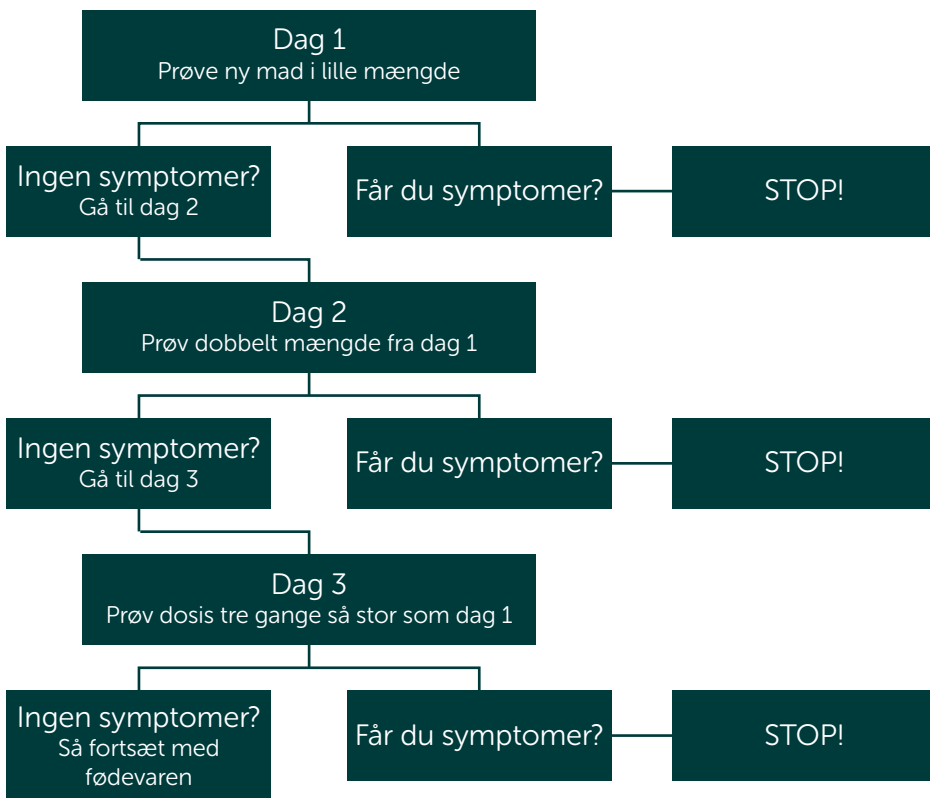 Dag 1
Prøve ny mad i lille mængde
Ingen symptomer?
Gå til dag 2
Får du symptomer?
STOP!
Dag 2
Prøv dobbelt mængde fra dag 1
Ingen symptomer?
Gå til dag 3
Får du symptomer?
STOP!
Dag 3
Prøv dosis tre gange så stor som dag 1
Ingen symptomer?
Så fortsæt med
fødevaren
Får du symptomer?
STOP!